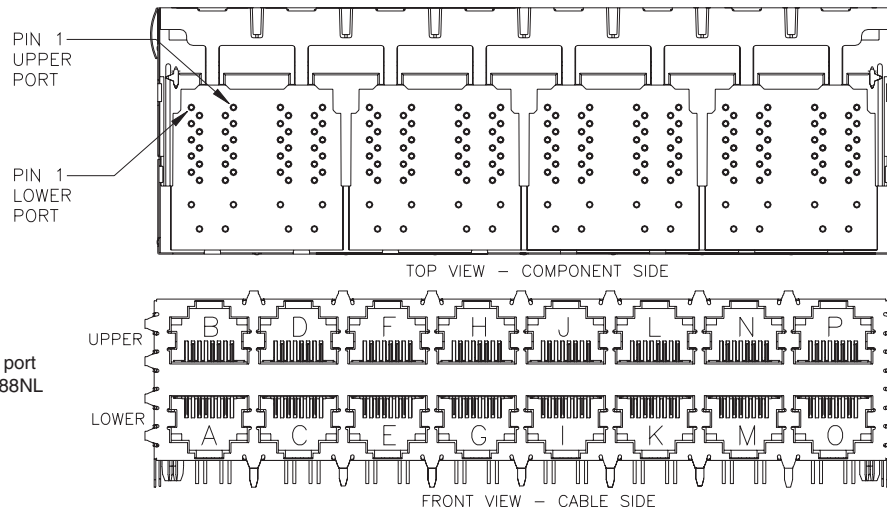 PIN 1
UPPER
PORT
PIN 1
LOWER
PORT
TOP VIEW – COMPONENT SIDE
UPPER
B D F H J L N P
port
88NL
LOWER
A C E G I K M O
FRONT VIEW – CABLE SIDE